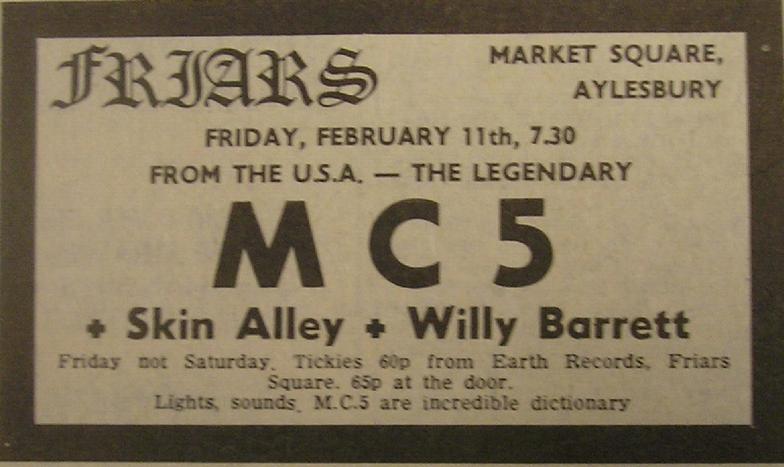 FRIARS
MARKET SQUARE,
AYLESBURY
FRIDAY, FEBRUARY 11th, 7.30
FROM THE U.S.A. — THE LEGENDARY
MC5
+ Skin Alley + Willy Barrett
Friday not Saturday. Tickies 60p from Earth Records, Friars
Square. 65p at the door.
Lights, sounds. M.C.5 are incredible dictionary